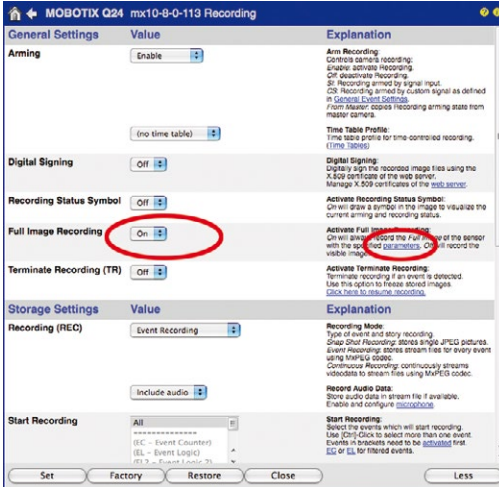 MOBOTIX Q24 mx10-8-0-113 Recording
General Settings Value Explanation
Arming
Enable
Arm Recording:
Controls camera recording:
Enable: activate Recording.
Off: deactivate Recording.
SI: Recording armed by signal input.
CS: Recording armed by custom signal as defined
in General Event Settings.
From Master: copies Recording arming state from
master camera.
(no time table)
Time Table Profile:
Time table profile for time-controlled recording.
(Time Tables)
Digital Signing
Off
Digital Signing:
Digitally sign the recorded image files using the
X.509 certificate of the web server.
Manage X.509 certificates of the web server.
Recording Status Symbol
Off
Activate Recording Status Symbol:
On will draw a symbol in the image to visualize the
current arming and recording status.
Full Image Recording
On
Activate Full Image Recording:
On will always record the Full Image of the sensor
with the specified parameters. Off will record the
visible image.
Terminate Recording (TR)
Off
Activate Terminate Recording:
Terminate recording if an event is detected.
Use this option to freeze stored images.
Click here to resume recording.
Storage Settings Value Explanation
Recording (REC)
Event Recording
Recording Mode:
Type of event and story recording.
Snap Shot Recording: stores single JPEG pictures.
Event Recording: stores stream files for every event
using MxPEG codec.
Continuous Recording: continuously streams
videodata to stream files using MxPEG codec.
Include audio
Record Audio Data:
Store audio data in stream file if available.
Enable and configure microphone.
Start Recording
All
==============
(EC - Event Counter)
(EL - Event Logic)
(EL2 - Event Logic 2)
Start Recording:
Select the events which will start recording.
Use [Ctrl]-Click to select more than one event.
Events in brackets need to be activated first.
EC or EL for filtered events.
Set Factory Restore Close Less